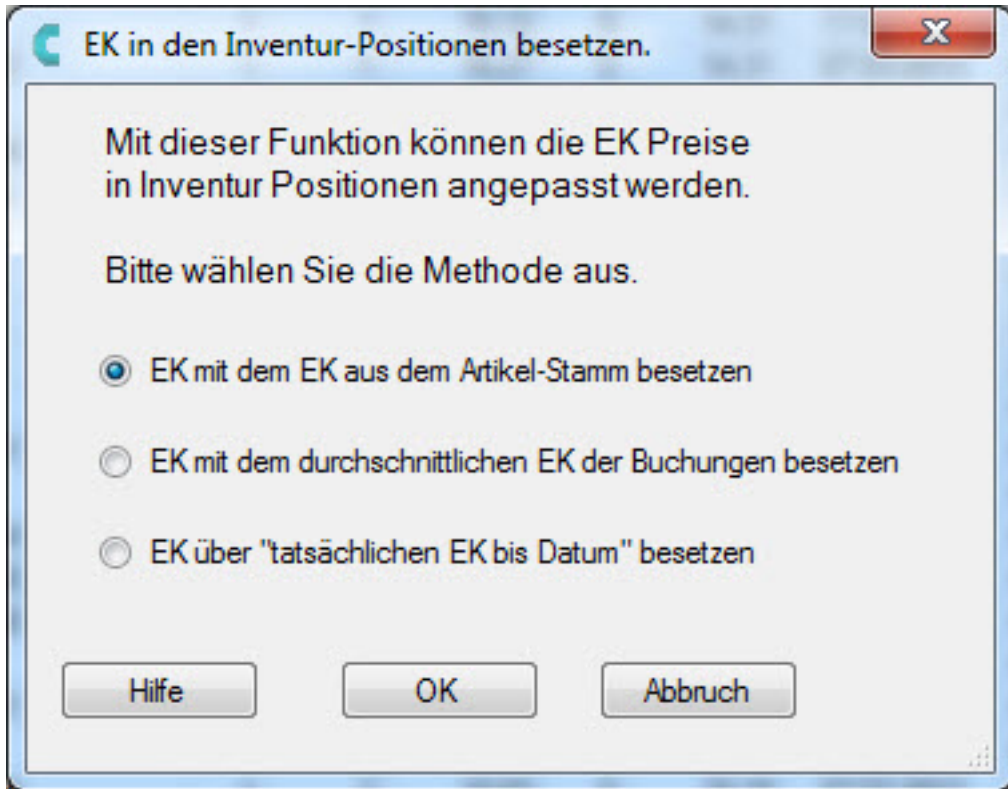 EK in den Inventur-Positionen besetzen.
Mit dieser Funktion können die EK Preise
in Inventur Positionen angepasst werden.
Bitte wählen Sie die Methode aus.
EK mit dem EK aus dem Artikel-Stamm besetzen
EK mit dem durchschnittlichen EK der Buchungen besetzen
EK über "tatsächlichen EK bis Datum" besetzen
Hilfe OK Abbruch